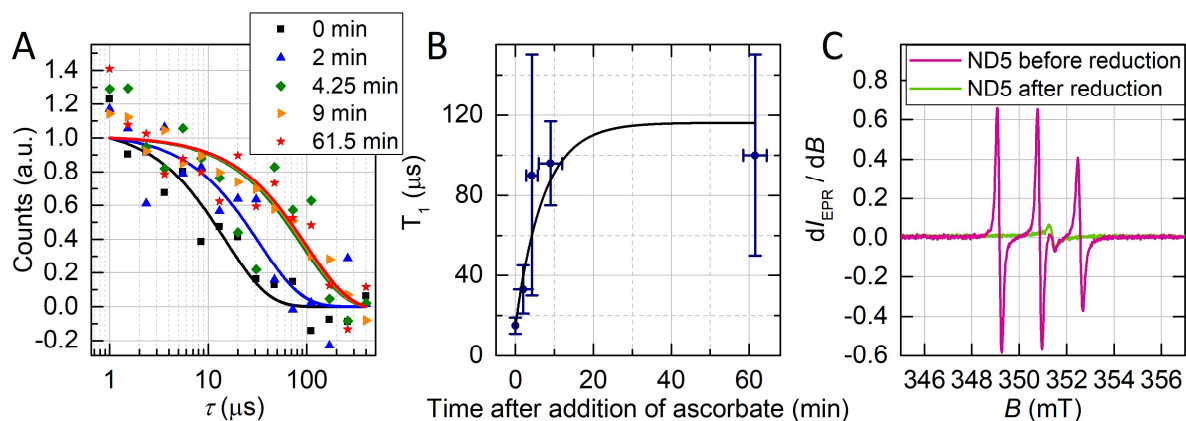 A
0 min
2 min
4.25 min
9 min
61.5 min
1.4
1.2
1.0
0.8
0.6
0.4
0.2
0.0
-0.2
Counts (a.u.)
1
10
100
τ (μs)
B
120
80
40
0
T1 (μs)
0
20
40
60
Time after addition of ascorbate (min)
C
ND5 before reduction
ND5 after reduction
0.8
0.6
0.4
0.2
0.0
-0.2
-0.4
-0.6
dIEPR / dB
346
348
350
352
354
356
B (mT)